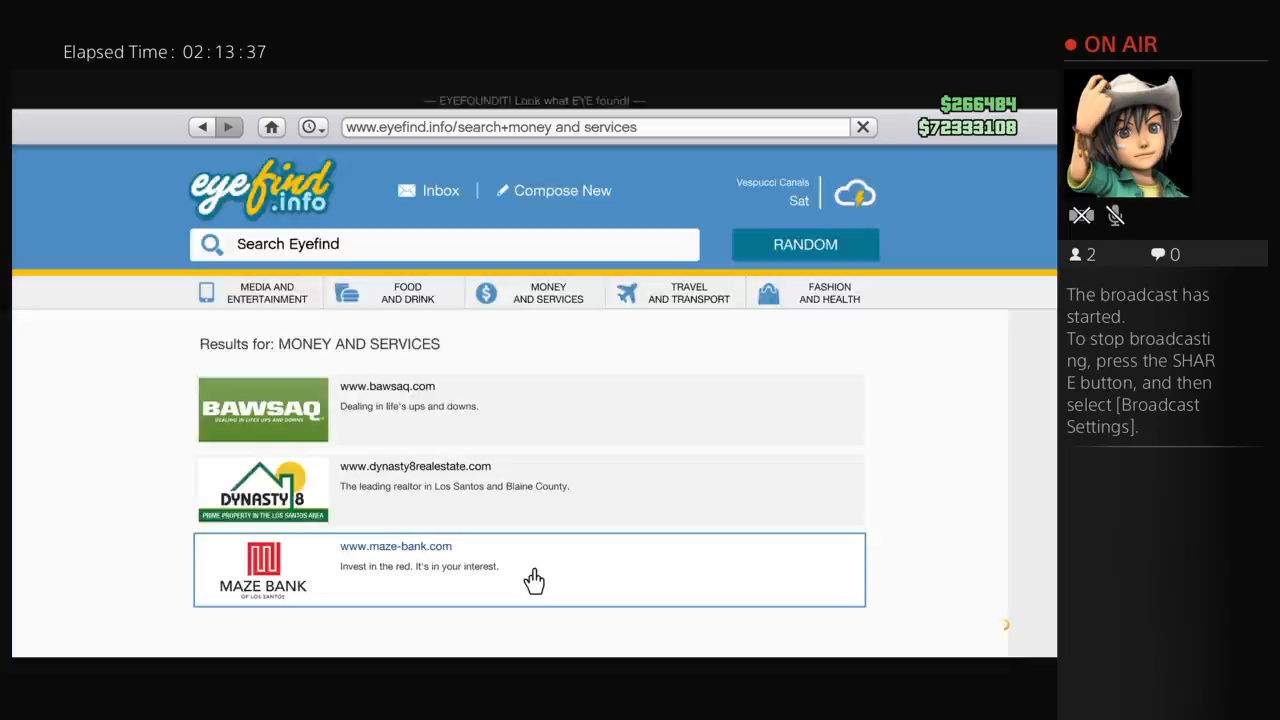 Elapsed Time: 02:13:37
ON AIR
— EYEFOUNDIT! Look what EYE found! —
$266484
www.eyefind.info/search+money and services
$72333108
eyefind
.info
Inbox
Compose New
Vespucci Canals
Sat
Search Eyefind
RANDOM
2
0
MEDIA AND
ENTERTAINMENT
FOOD
AND DRINK
MONEY
AND SERVICES
TRAVEL
AND TRANSPORT
FASHION
AND HEALTH
The broadcast has
started.
To stop broadcasti
ng, press the SHAR
E button, and then
select [Broadcast
Settings].
Results for: MONEY AND SERVICES
BAWSAQ
DEALING IN LIFE'S UPS AND DOWNS
www.bawsaq.com
Dealing in life's ups and downs.
DYNASTY 8
PRIME PROPERTY IN THE LOS SANTOS AREA
www.dynasty8realestate.com
The leading realtor in Los Santos and Blaine County.
MAZE BANK
OF LOS SANTOS
www.maze-bank.com
Invest in the red. It's in your interest.